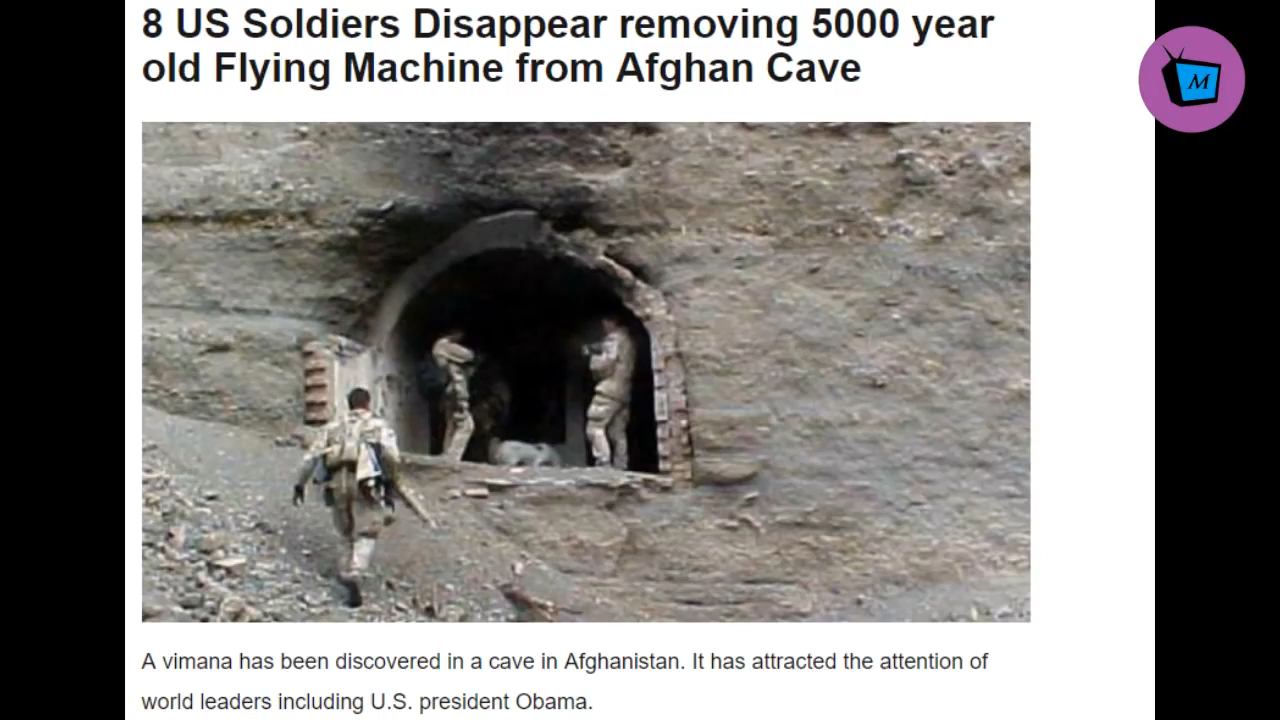 8 US Soldiers Disappear removing 5000 year
old Flying Machine from Afghan Cave
M
A vimana has been discovered in a cave in Afghanistan. It has attracted the attention of
world leaders including U.S. president Obama.